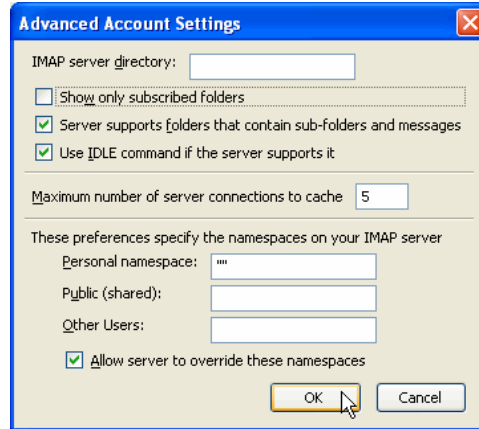 Advanced Account Settings
IMAP server directory:
Show only subscribed folders
Server supports folders that contain sub-folders and messages
Use IDLE command if the server supports it
Maximum number of server connections to cache 5
These preferences specify the namespaces on your IMAP server
Personal namespace: ""
Public (shared):
Other Users:
Allow server to override these namespaces
OK Cancel